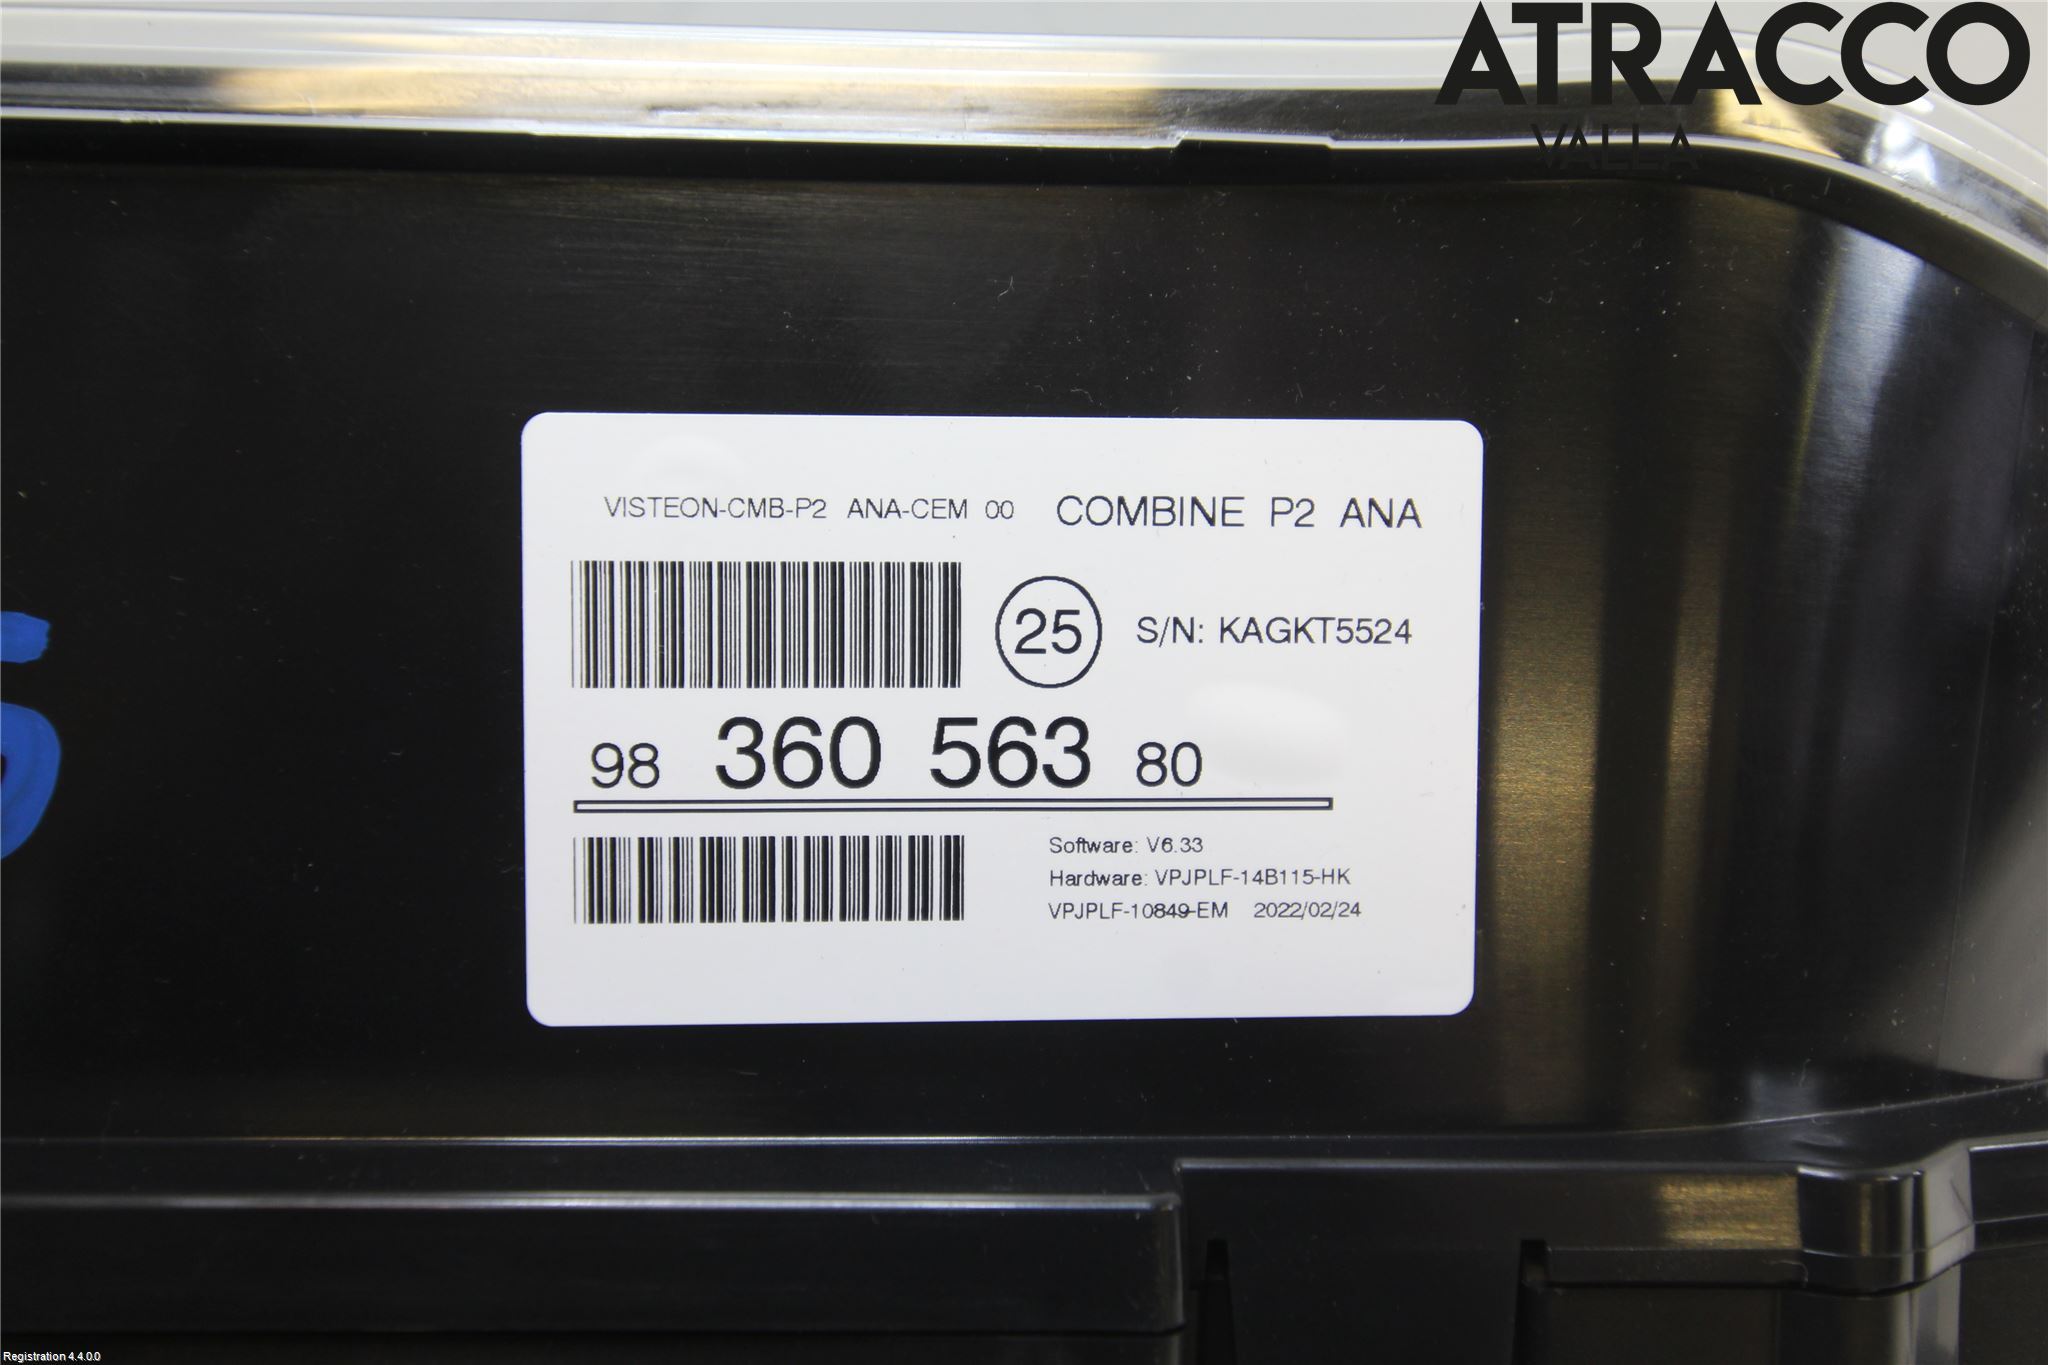 ATRACCO
VALLA
VISTEON-CMB-P2 ANA-CEM 00 COMBINE P2 ANA
25 S/N: KAGKT5524
98 360 563 80
Software: V6.33
Hardware: VPJPLF-14B115-HK
VPJPLF-10849-EM 2022/02/24
Registration 4.4.0.0